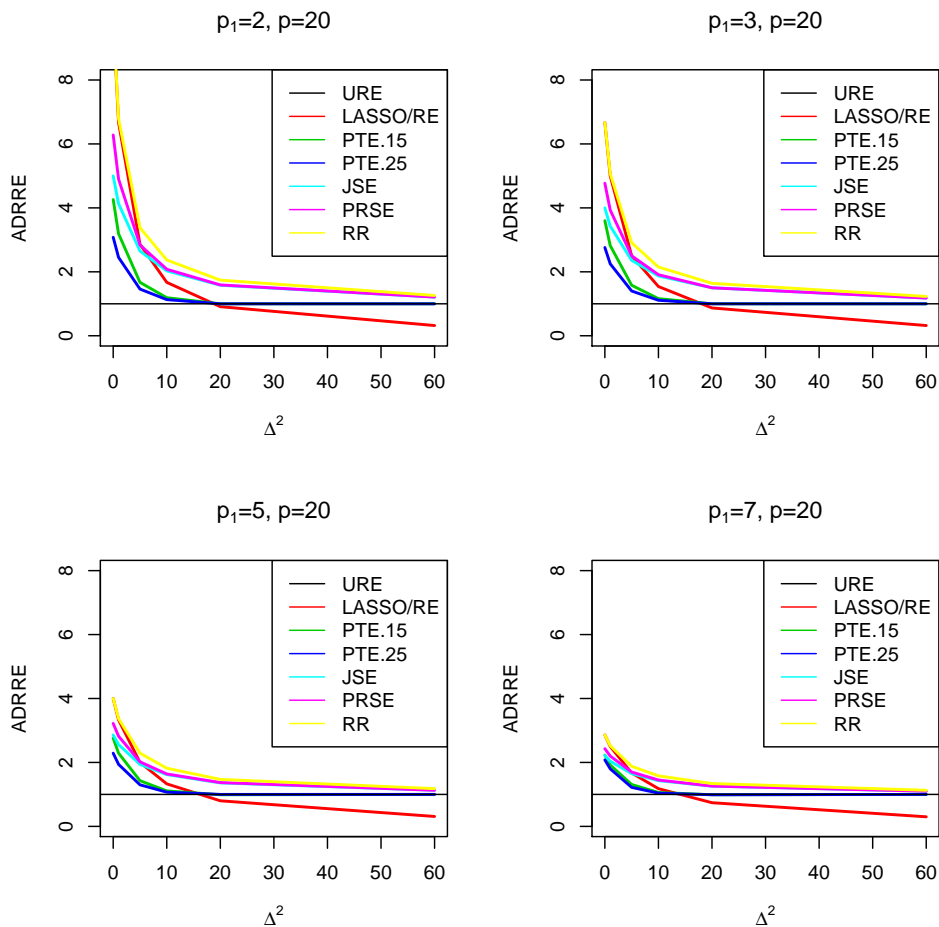 p₁=2, p=20
ADRRE
8
6
4
2
0
URE
LASSO/RE
PTE.15
PTE.25
JSE
PRSE
RR
0 10 20 30 40 50 60
Δ²
p₁=3, p=20
ADRRE
8
6
4
2
0
URE
LASSO/RE
PTE.15
PTE.25
JSE
PRSE
RR
0 10 20 30 40 50 60
Δ²
p₁=5, p=20
ADRRE
8
6
4
2
0
URE
LASSO/RE
PTE.15
PTE.25
JSE
PRSE
RR
0 10 20 30 40 50 60
Δ²
p₁=7, p=20
ADRRE
8
6
4
2
0
URE
LASSO/RE
PTE.15
PTE.25
JSE
PRSE
RR
0 10 20 30 40 50 60
Δ²